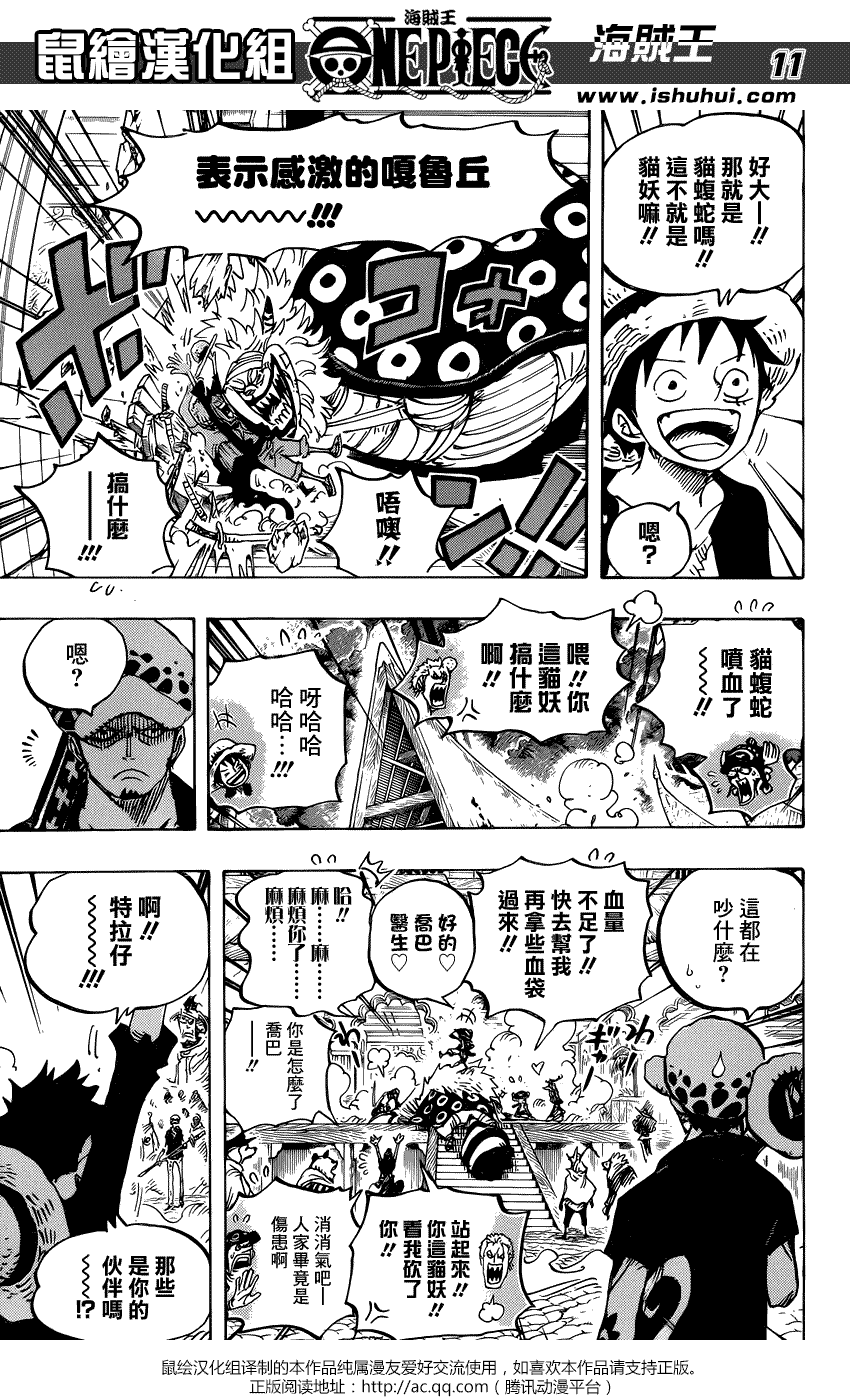 鼠繪漢化組
海賊王
ONE PIECE
海賊王
11
www.ishuhui.com
好大—!!
那就是
貓蝮蛇嗎!!
這不就是
貓妖嘛!!
嗯?
表示感激的嘎魯丘
~~~!!!
ゴオ
ボ
!!
唔噢!!
搞什麼
——!!!
貓蝮蛇
噴血了
~~~!!
喂!!你
這貓妖
搞什麼
啊!!
呀哈哈
哈哈…!!!
嗯?
這都在
吵什麼?
血量
不足了!!
快去幫我
再拿些血袋
過來!!
好的♡
喬巴
醫生♡
哈!!
麻……麻…
麻煩你了……
麻煩……
你是怎麼了
喬巴
——!!
わいわい
站起來!!
你這貓妖!!
看我砍了
你!!
消消氣吧—
人家畢竟是
傷患啊
啊!!
特拉仔
~~~!!!
那些
是你的
伙伴嗎
~~~!?
鼠绘汉化组译制的本作品纯属漫友爱好交流使用，如喜欢本作品请支持正版。
正版阅读地址：http://ac.qq.com（腾讯动漫平台）